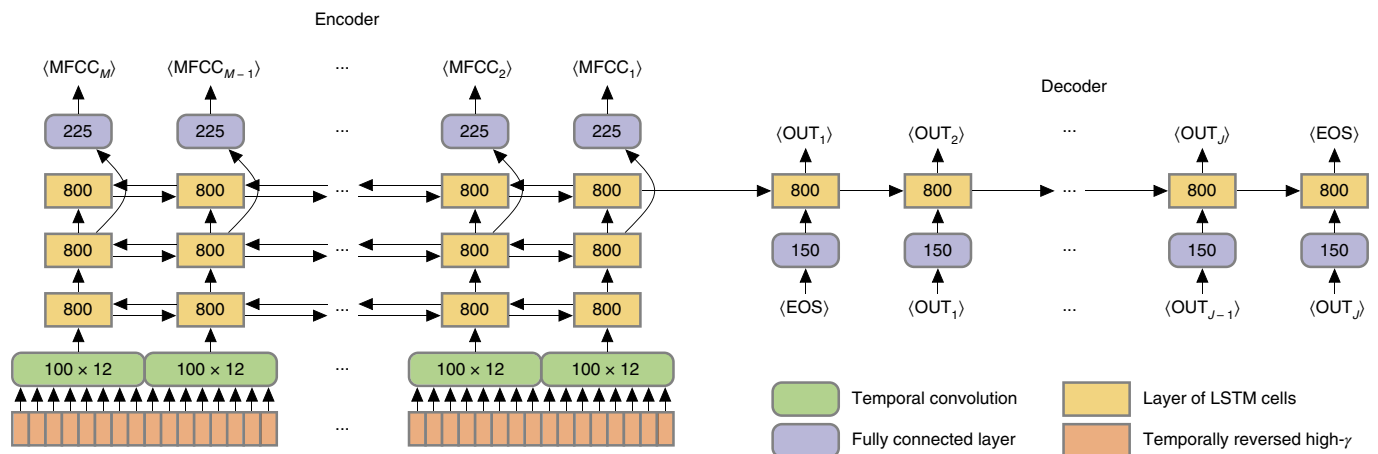 Encoder
⟨MFCC_M⟩ ⟨MFCC_{M−1}⟩ ... ⟨MFCC_2⟩ ⟨MFCC_1⟩
Decoder
225 225 ... 225 225
⟨OUT_1⟩ ⟨OUT_2⟩ ... ⟨OUT_J⟩ ⟨EOS⟩
800 800 ... 800 800 800 800 ... 800 800
800 800 ... 800 800 150 150 ... 150 150
800 800 ... 800 800 ⟨EOS⟩ ⟨OUT_1⟩ ... ⟨OUT_{J−1}⟩ ⟨OUT_J⟩
100 × 12 100 × 12 ... 100 × 12 100 × 12
Temporal convolution Layer of LSTM cells
...
Fully connected layer Temporally reversed high-γ